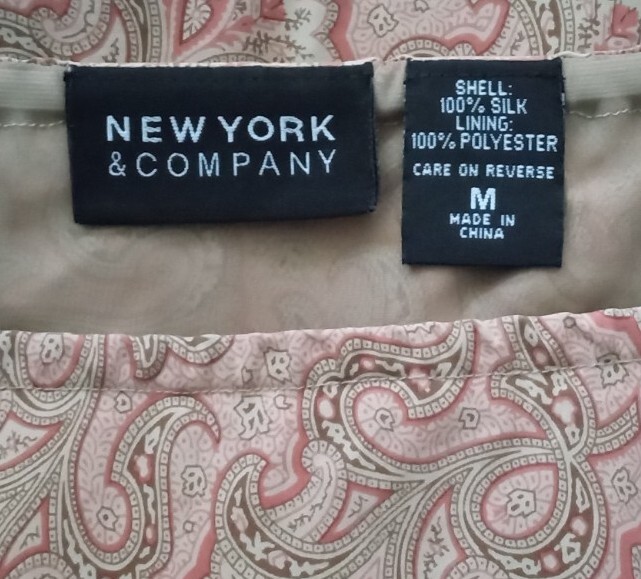 NEW YORK
& COMPANY
SHELL:
100% SILK
LINING:
100% POLYESTER
CARE ON REVERSE
M
MADE IN
CHINA